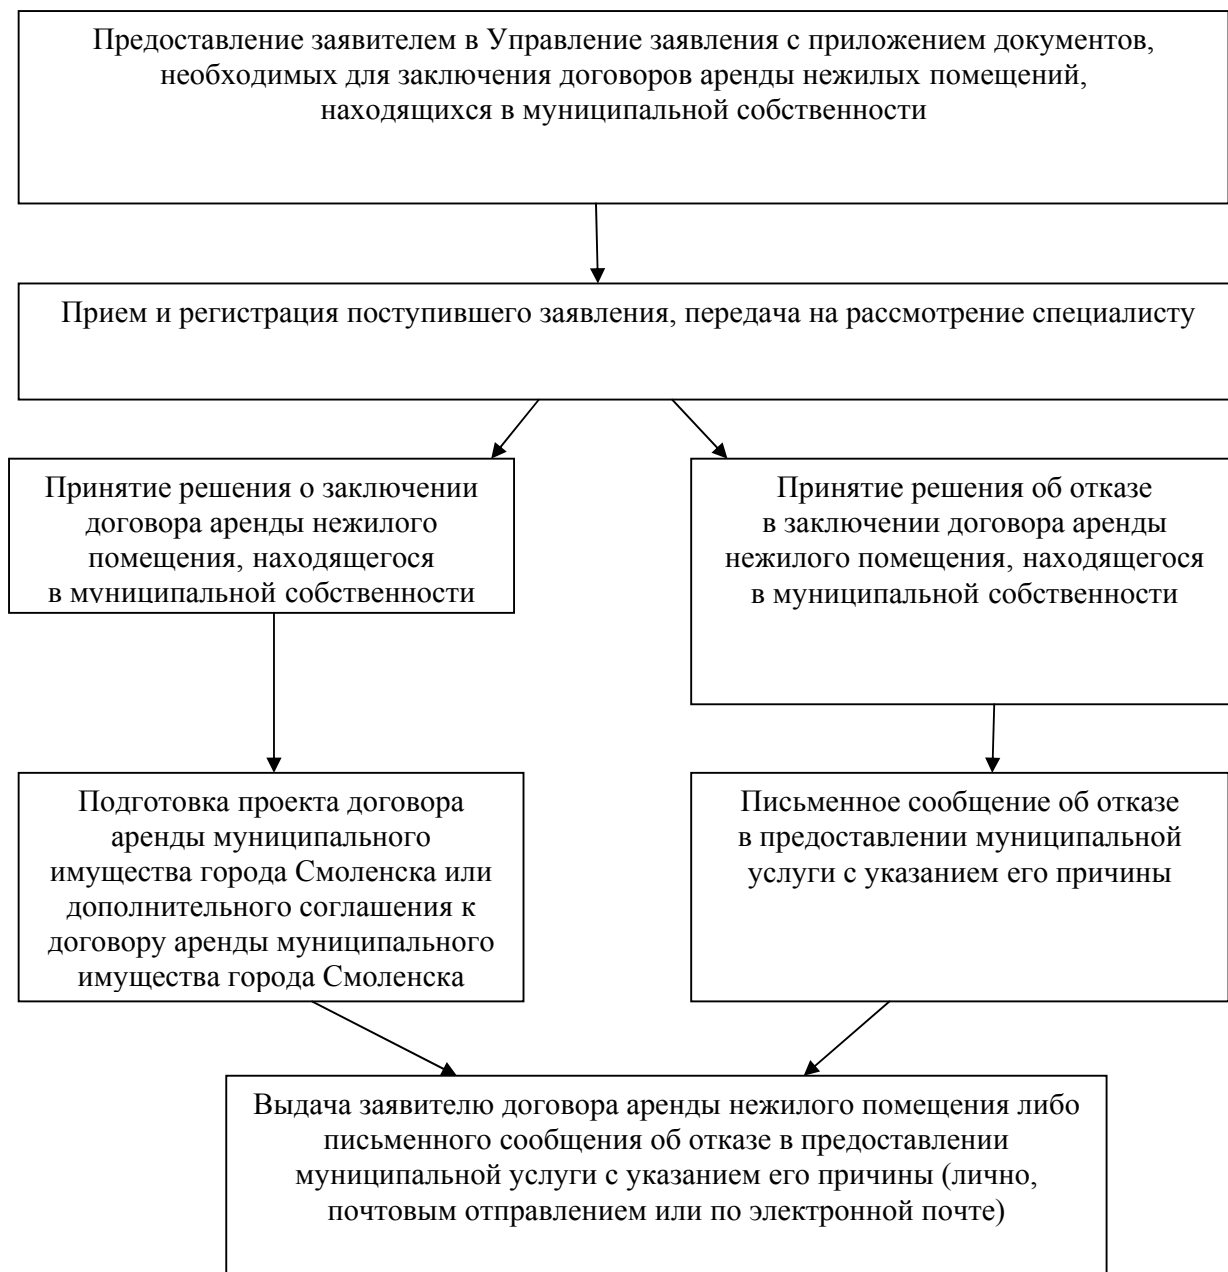 Предоставление заявителем в Управление заявления с приложением документов,
необходимых для заключения договоров аренды нежилых помещений,
находящихся в муниципальной собственности
Прием и регистрация поступившего заявления, передача на рассмотрение специалисту
Принятие решения о заключении
договора аренды нежилого
помещения, находящегося
в муниципальной собственности
Принятие решения об отказе
в заключении договора аренды
нежилого помещения, находящегося
в муниципальной собственности
Подготовка проекта договора
аренды муниципального
имущества города Смоленска или
дополнительного соглашения к
договору аренды муниципального
имущества города Смоленска
Письменное сообщение об отказе
в предоставлении муниципальной
услуги с указанием его причины
Выдача заявителю договора аренды нежилого помещения либо
письменного сообщения об отказе в предоставлении
муниципальной услуги с указанием его причины (лично,
почтовым отправлением или по электронной почте)